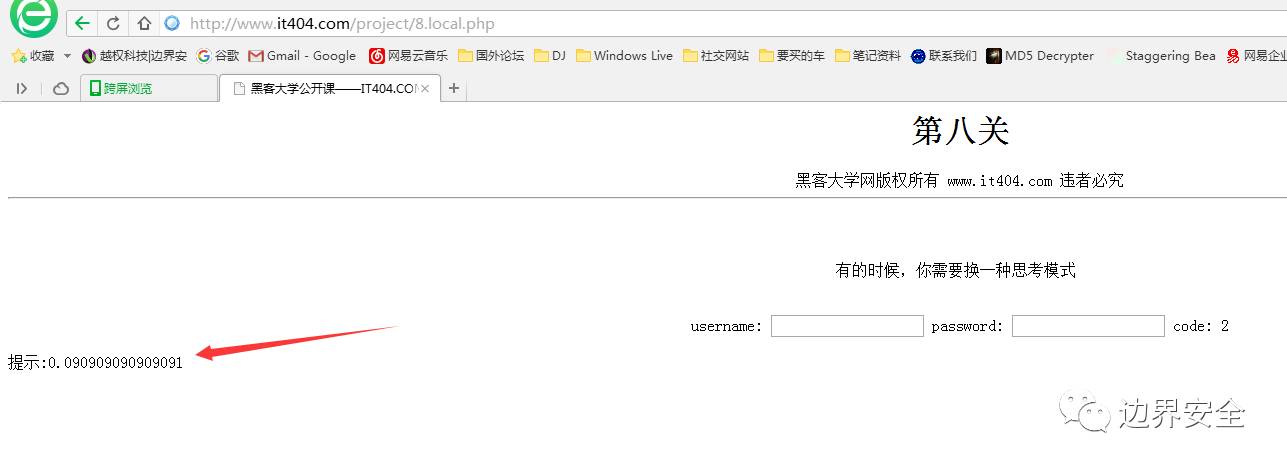 http://www.it404.com/project/8.local.php
收藏 越权科技|边界安 谷歌 Gmail - Google 网易云音乐 国外论坛 DJ Windows Live 社交网站 要买的车 笔记资料 联系我们 MD5 Decrypter Staggering Bea 网易企业
跨屏浏览 黑客大学公开课——IT404.COM
第八关
黑客大学网版权所有 www.it404.com 违者必究
有的时候，你需要换一种思考模式
username: password: code: 2
提示:0.090909090909091
边界安全